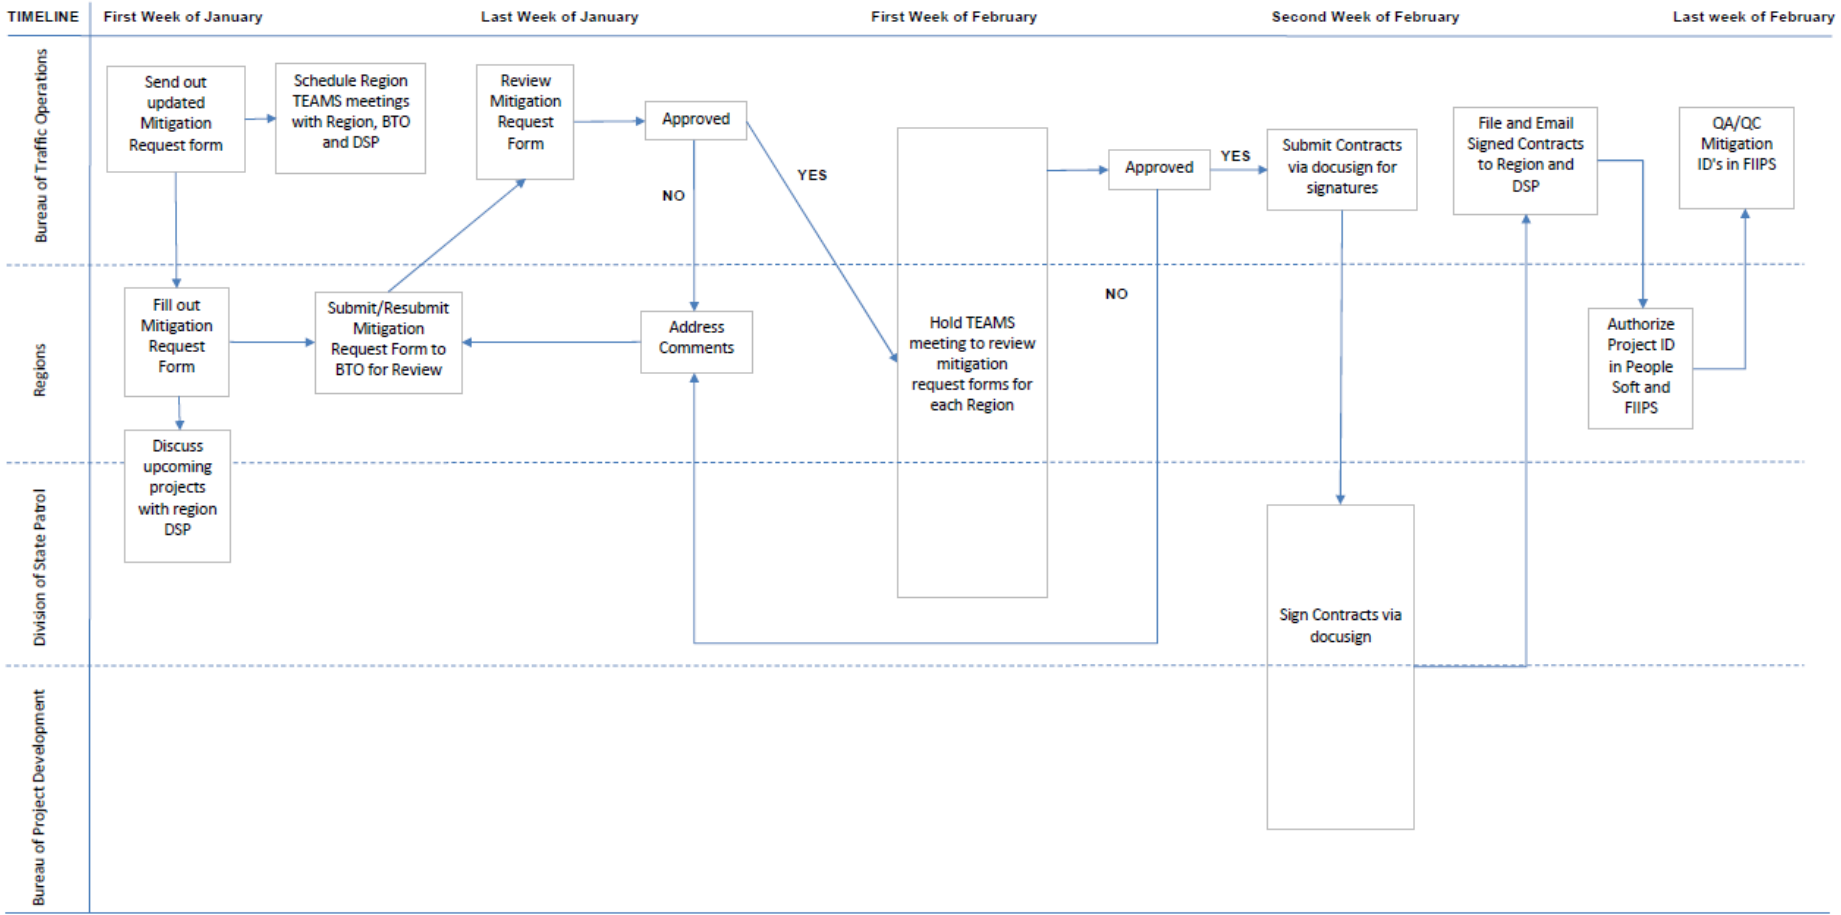 TIMELINE
First Week of January
Last Week of January
First Week of February
Second Week of February
Last week of February
Bureau of Traffic Operations
Send out
updated
Mitigation
Request form
Schedule Region
TEAMS meetings
with Region, BTO
and DSP
Review
Mitigation
Request
Form
Approved
YES
NO
Approved
YES
NO
Submit Contracts
via docusign for
signatures
File and Email
Signed Contracts
to Region and
DSP
QA/QC
Mitigation
ID's in FIIPS
Regions
Fill out
Mitigation
Request
Form
Submit/Resubmit
Mitigation
Request Form to
BTO for Review
Address
Comments
Hold TEAMS
meeting to review
mitigation
request forms for
each Region
Authorize
Project ID
in People
Soft and
FIIPS
Discuss
upcoming
projects
with region
DSP
Division of State Patrol
Sign Contracts via
docusign
Bureau of Project Development